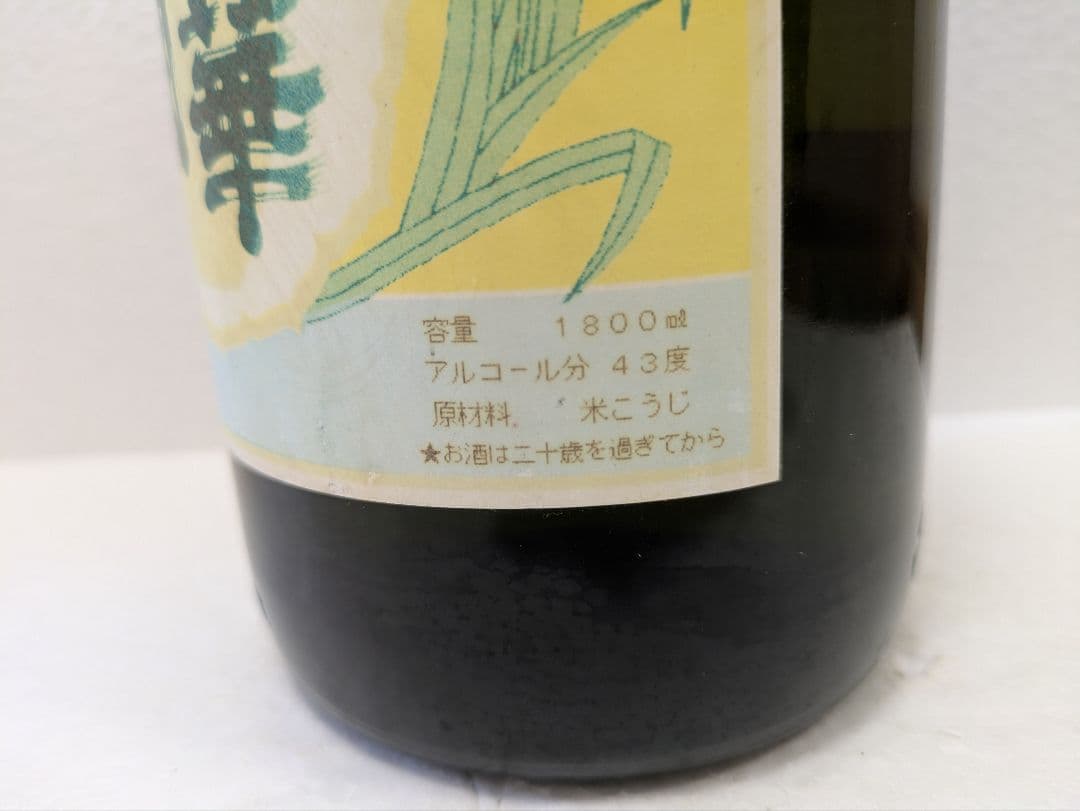 華
容量 1800㎖
アルコール分 43度
原材料 米こうじ
★お酒は二十歳を過ぎてから